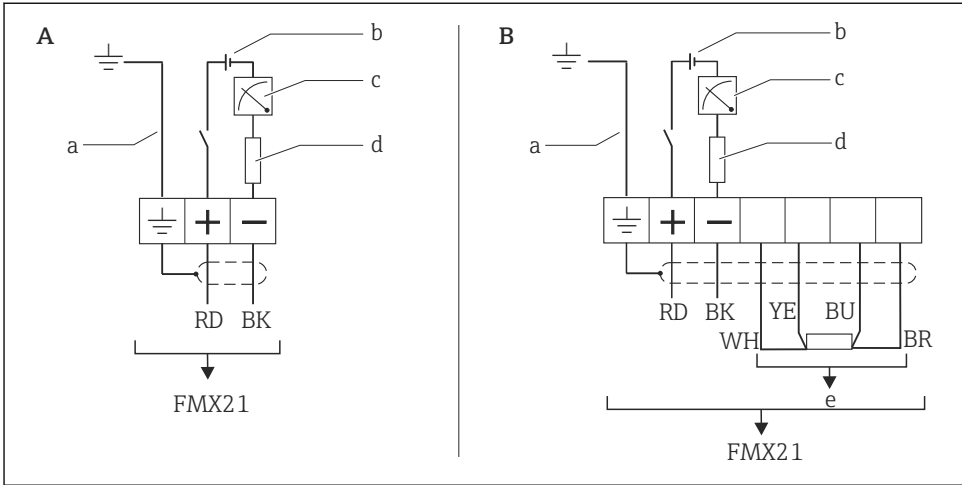 A
b
c
a
d
+ −
RD BK
FMX21
B
b
c
a
d
+ −
RD BK YE BU
WH BR
e
FMX21